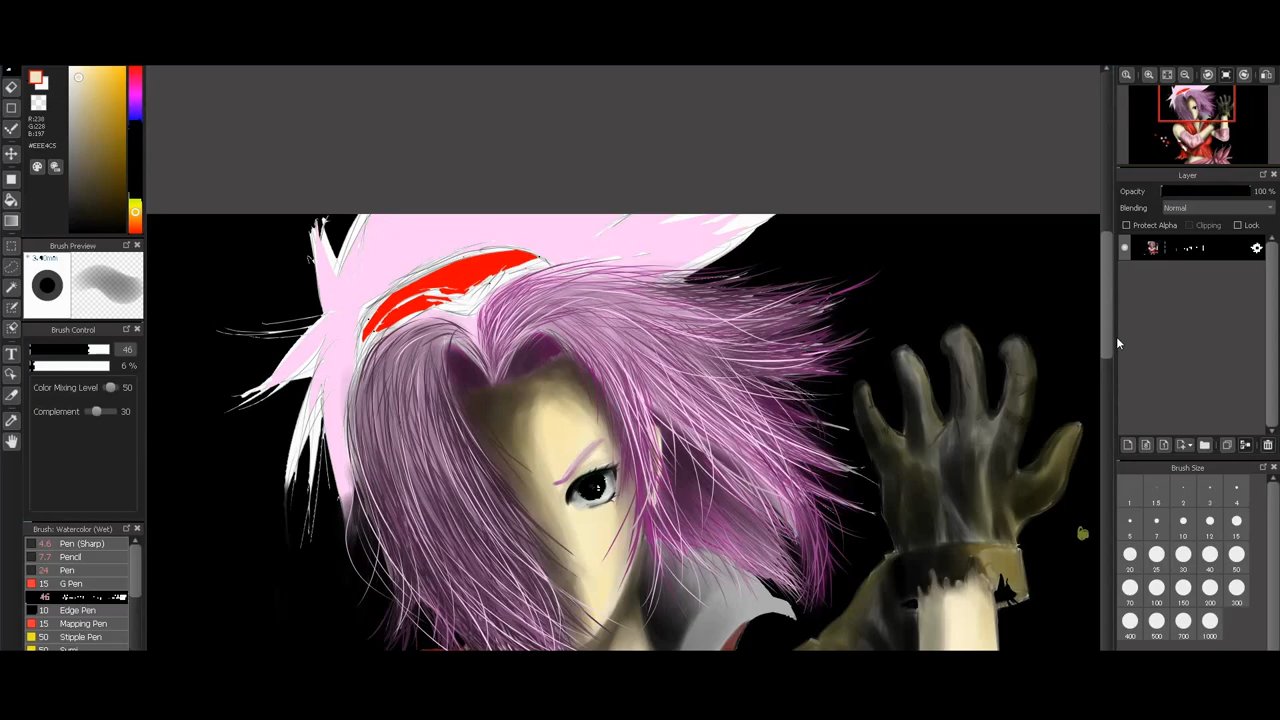 R:238
G:228
B:197
#EEE4C5
Brush Preview
Brush Control
46
6 %
Color Mixing Level 50
Complement 30
Brush: Watercolor (Wet)
4.6 Pen (Sharp)
7.7 Pencil
24 Pen
15 G Pen
46
10 Edge Pen
15 Mapping Pen
50 Stipple Pen
Layer
Opacity 100 %
Blending Normal
Protect Alpha Clipping Lock
Brush Size
1 1.5 2 3 4
5 7 10 12 15
20 25 30 40 50
70 100 150 200 300
400 500 700 1000